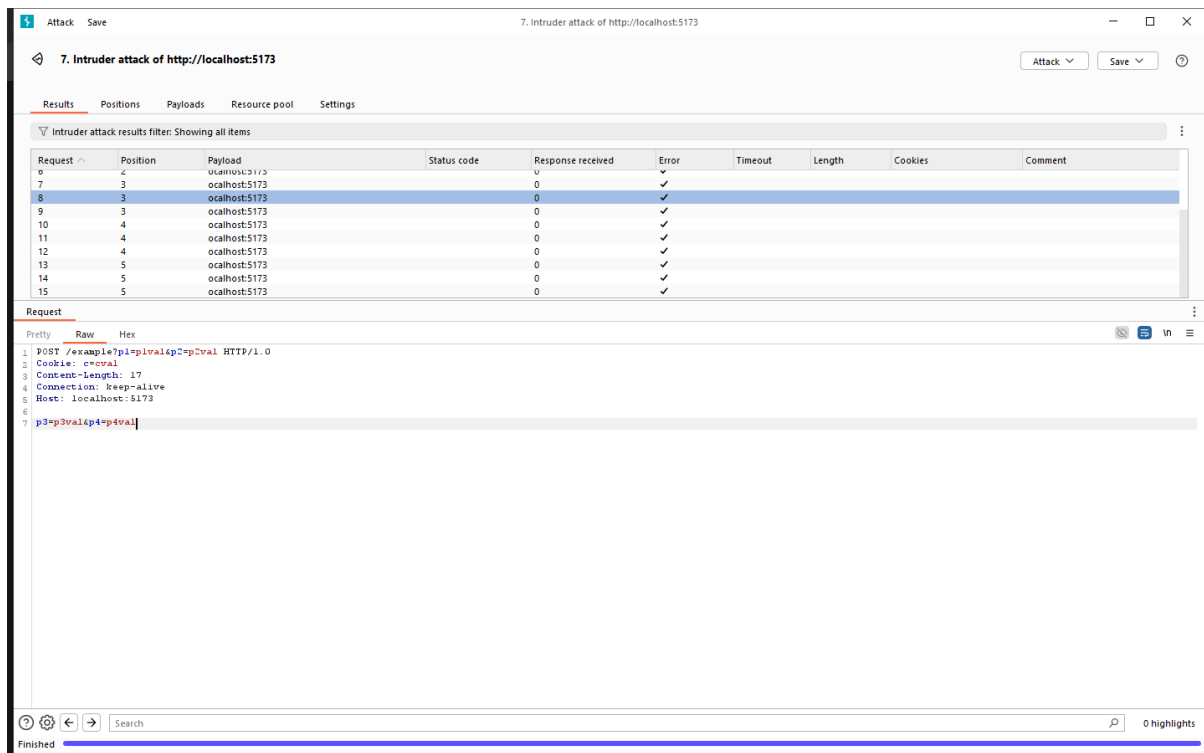 Attack Save 7. Intruder attack of http://localhost:5173
7. Intruder attack of http://localhost:5173 Attack Save
Results Positions Payloads Resource pool Settings
Intruder attack results filter: Showing all items
Request Position Payload Status code Response received Error Timeout Length Cookies Comment
6 2 ocalhost:5173 0
7 3 ocalhost:5173 0
8 3 ocalhost:5173 0
9 3 ocalhost:5173 0
10 4 ocalhost:5173 0
11 4 ocalhost:5173 0
12 4 ocalhost:5173 0
13 5 ocalhost:5173 0
14 5 ocalhost:5173 0
15 5 ocalhost:5173 0
Request
Pretty Raw Hex \n
1 POST /example?p1=p1val&p2=p2val HTTP/1.0
2 Cookie: c=cval
3 Content-Length: 17
4 Connection: keep-alive
5 Host: localhost:5173
6
7 p3=p3val&p4=p4val
Search 0 highlights
Finished